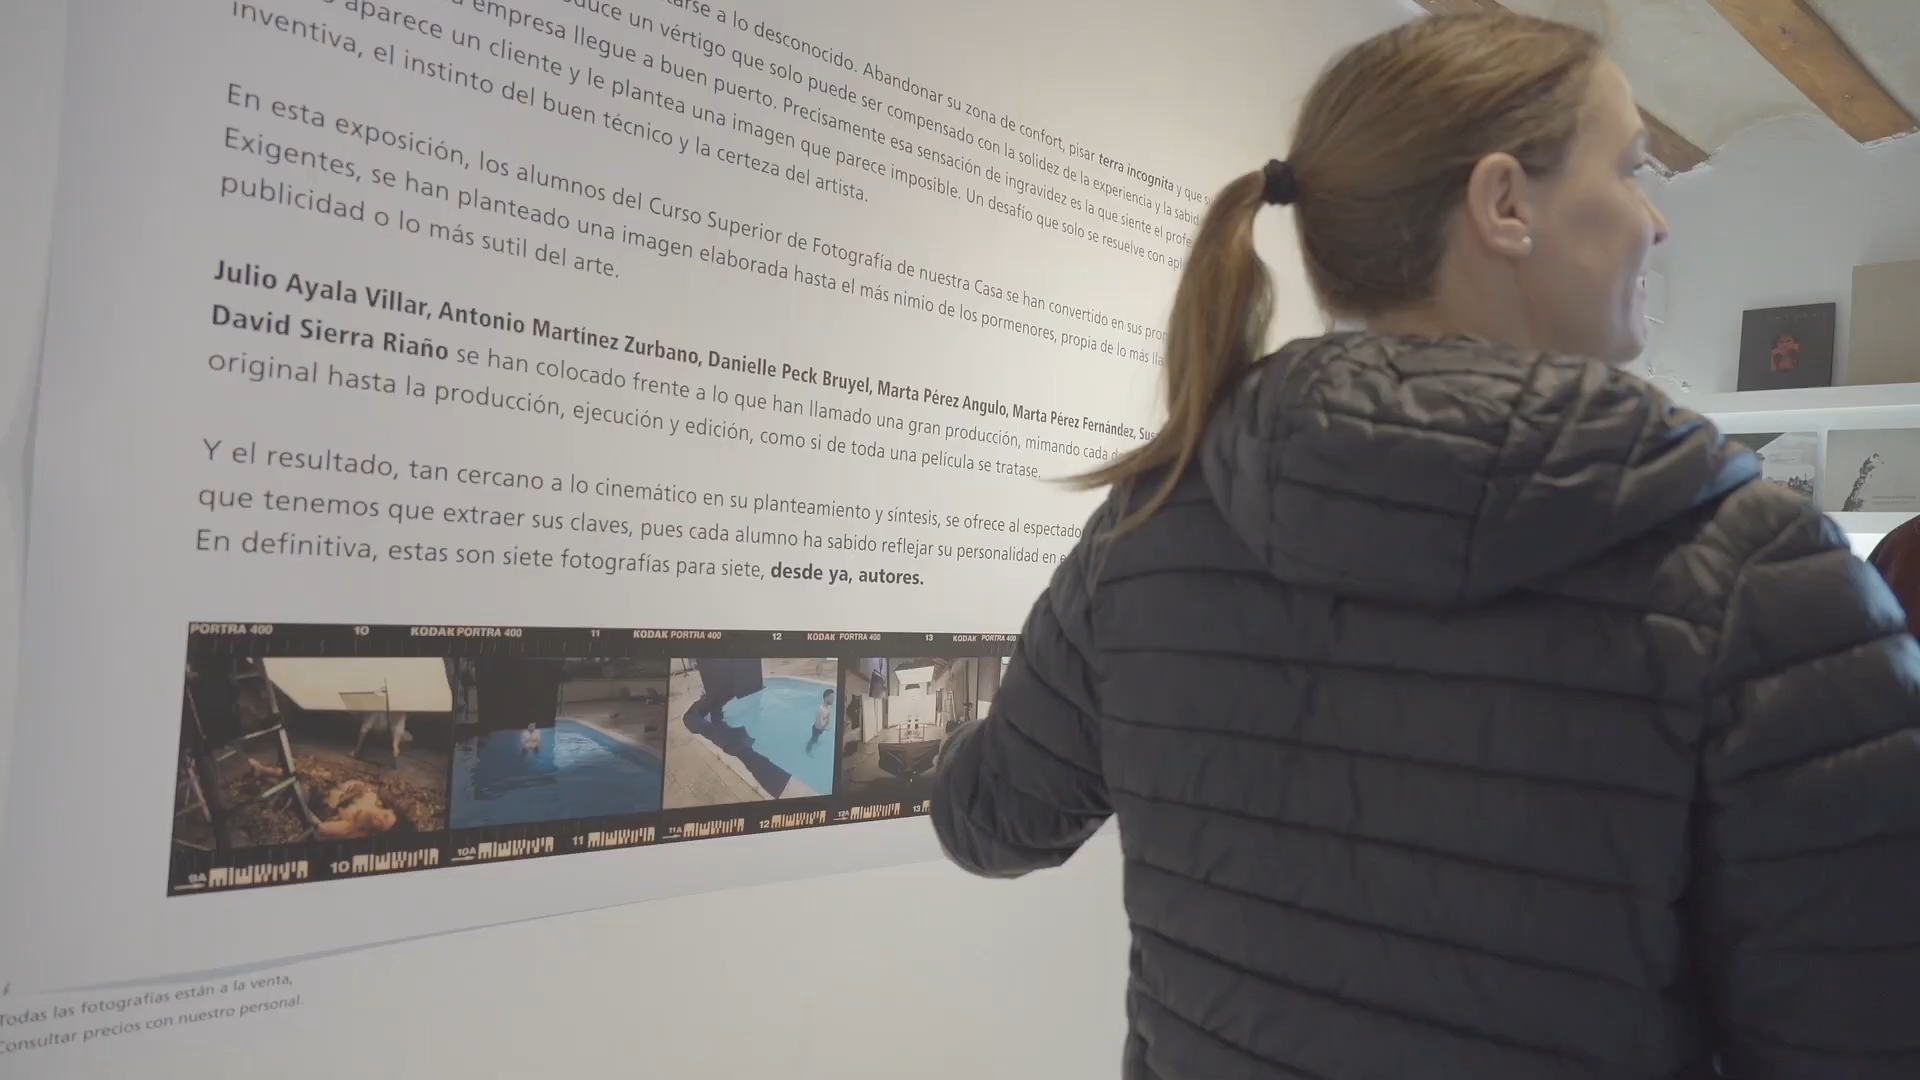 arse a lo desconocido. Abandonar su zona de confort, pisar terra incognita y que s
duce un vértigo que solo puede ser compensado con la solidez de la experiencia y la sabid
empresa llegue a buen puerto. Precisamente esa sensación de ingravidez es la que siente el profe
aparece un cliente y le plantea una imagen que parece imposible. Un desafío que solo se resuelve con apl
inventiva, el instinto del buen técnico y la certeza del artista.
En esta exposición, los alumnos del Curso Superior de Fotografía de nuestra Casa se han convertido en sus prop
Exigentes, se han planteado una imagen elaborada hasta el más nimio de los pormenores, propia de lo más lla
publicidad o lo más sutil del arte.
Julio Ayala Villar, Antonio Martínez Zurbano, Danielle Peck Bruyel, Marta Pérez Angulo, Marta Pérez Fernández, Sus
David Sierra Riaño se han colocado frente a lo que han llamado una gran producción, mimando cada d
original hasta la producción, ejecución y edición, como si de toda una película se tratase.
Y el resultado, tan cercano a lo cinemático en su planteamiento y síntesis, se ofrece al espectado
que tenemos que extraer sus claves, pues cada alumno ha sabido reflejar su personalidad en e
En definitiva, estas son siete fotografías para siete, desde ya, autores.
PORTRA 400 10 KODAK PORTRA 400 11 KODAK PORTRA 400 12 KODAK PORTRA 400 13 KODAK PORTRA 400
9A 10 10A 11 11A 12 12A 13
Todas las fotografías están a la venta,
Consultar precios con nuestro personal.